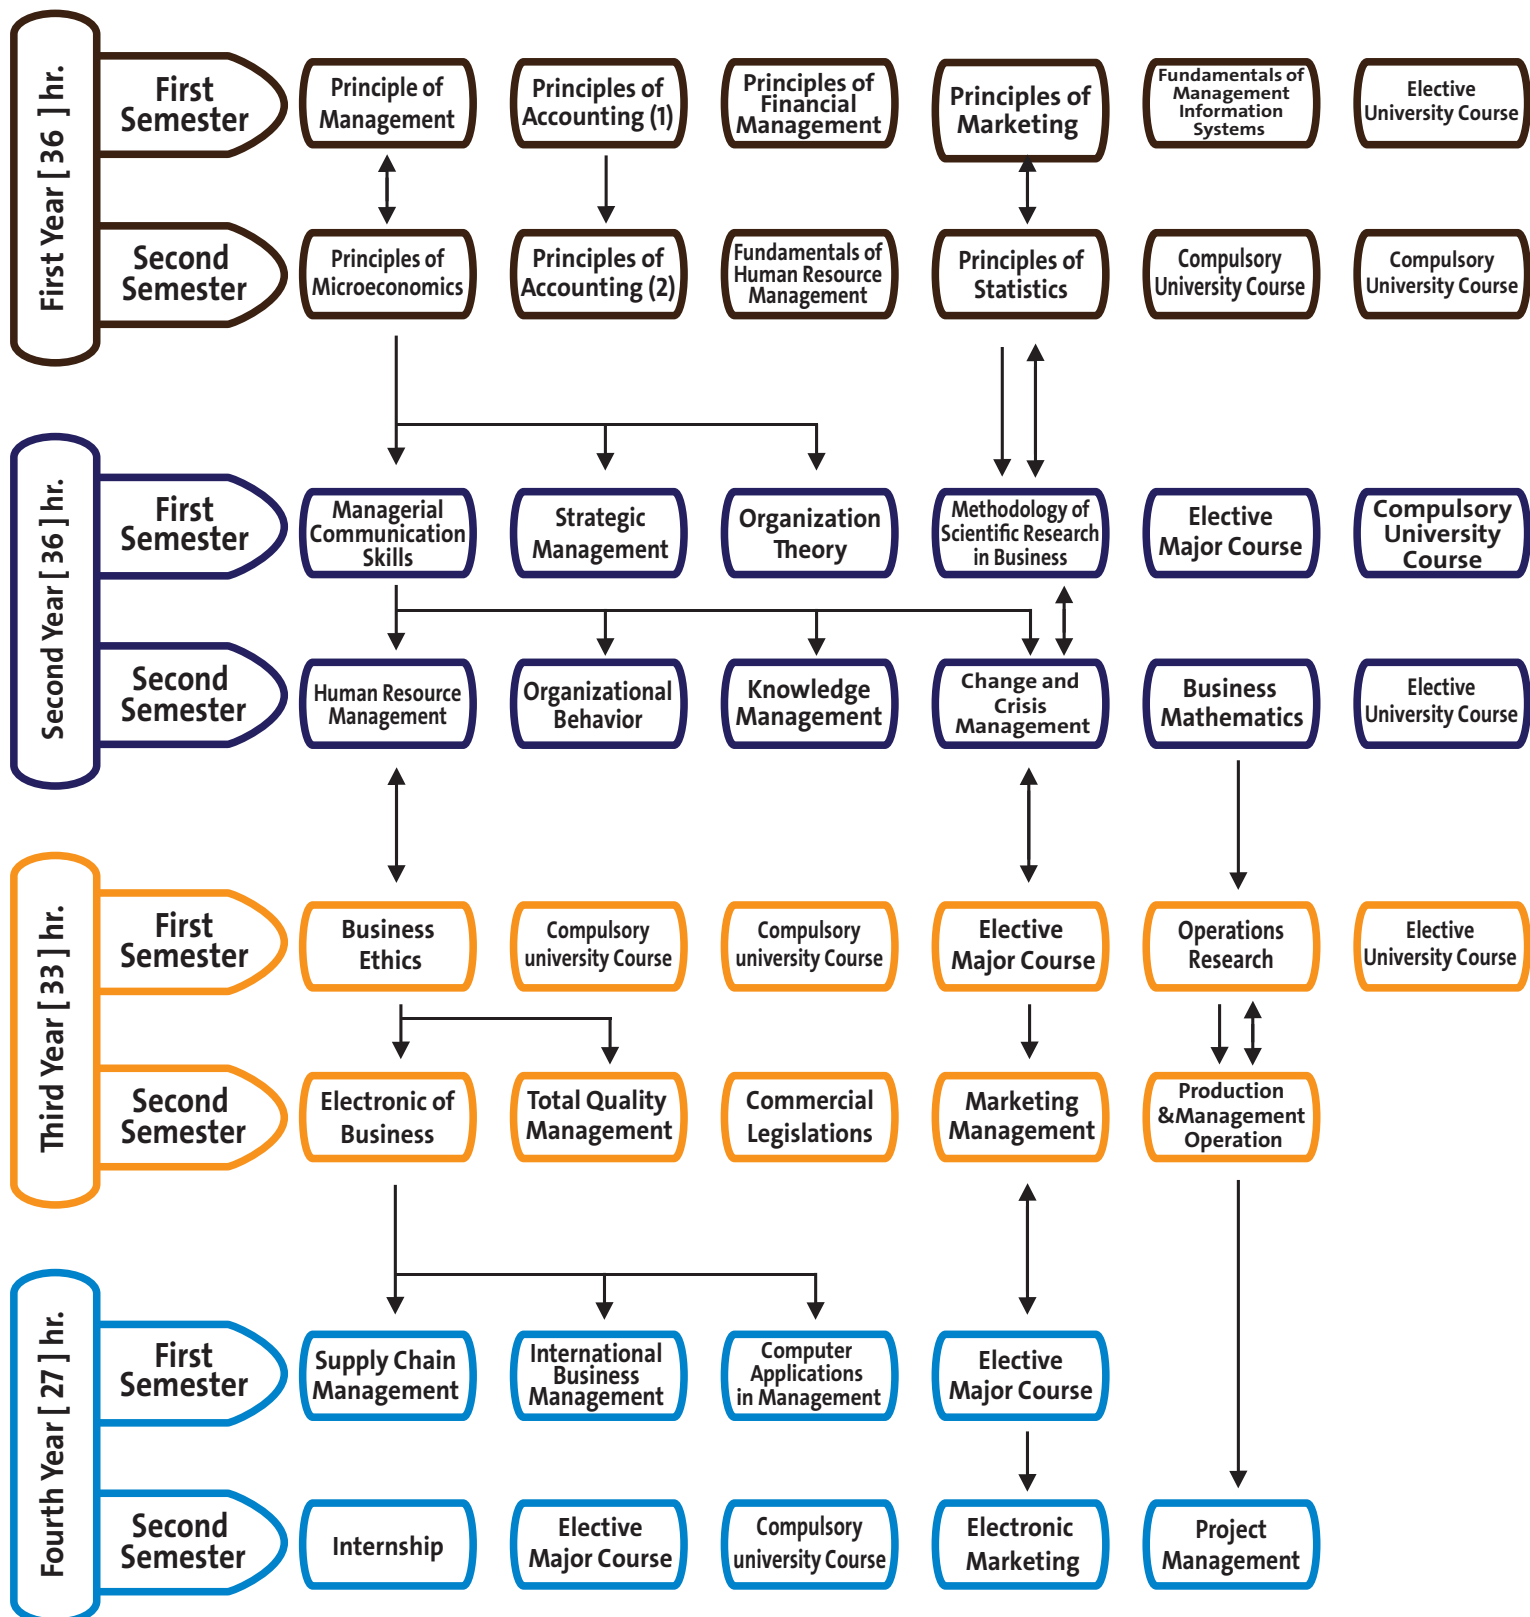 First Year [ 36 ] hr.
First
Semester
Principle of
Management
Principles of
Accounting (1)
Principles of
Financial
Management
Principles of
Marketing
Fundamentals of
Management
Information
Systems
Elective
University Course
Second
Semester
Principles of
Microeconomics
Principles of
Accounting (2)
Fundamentals of
Human Resource
Management
Principles of
Statistics
Compulsory
University Course
Compulsory
University Course
Second Year [ 36 ] hr.
First
Semester
Managerial
Communication
Skills
Strategic
Management
Organization
Theory
Methodology of
Scientific Research
in Business
Elective
Major Course
Compulsory
University
Course
Second
Semester
Human Resource
Management
Organizational
Behavior
Knowledge
Management
Change and
Crisis
Management
Business
Mathematics
Elective
University Course
Third Year [ 33 ] hr.
First
Semester
Business
Ethics
Compulsory
university Course
Compulsory
university Course
Elective
Major Course
Operations
Research
Elective
University Course
Second
Semester
Electronic of
Business
Total Quality
Management
Commercial
Legislations
Marketing
Management
Production
&Management
Operation
Fourth Year [ 27 ] hr.
First
Semester
Supply Chain
Management
International
Business
Management
Computer
Applications
in Management
Elective
Major Course
Second
Semester
Internship
Elective
Major Course
Compulsory
university Course
Electronic
Marketing
Project
Management